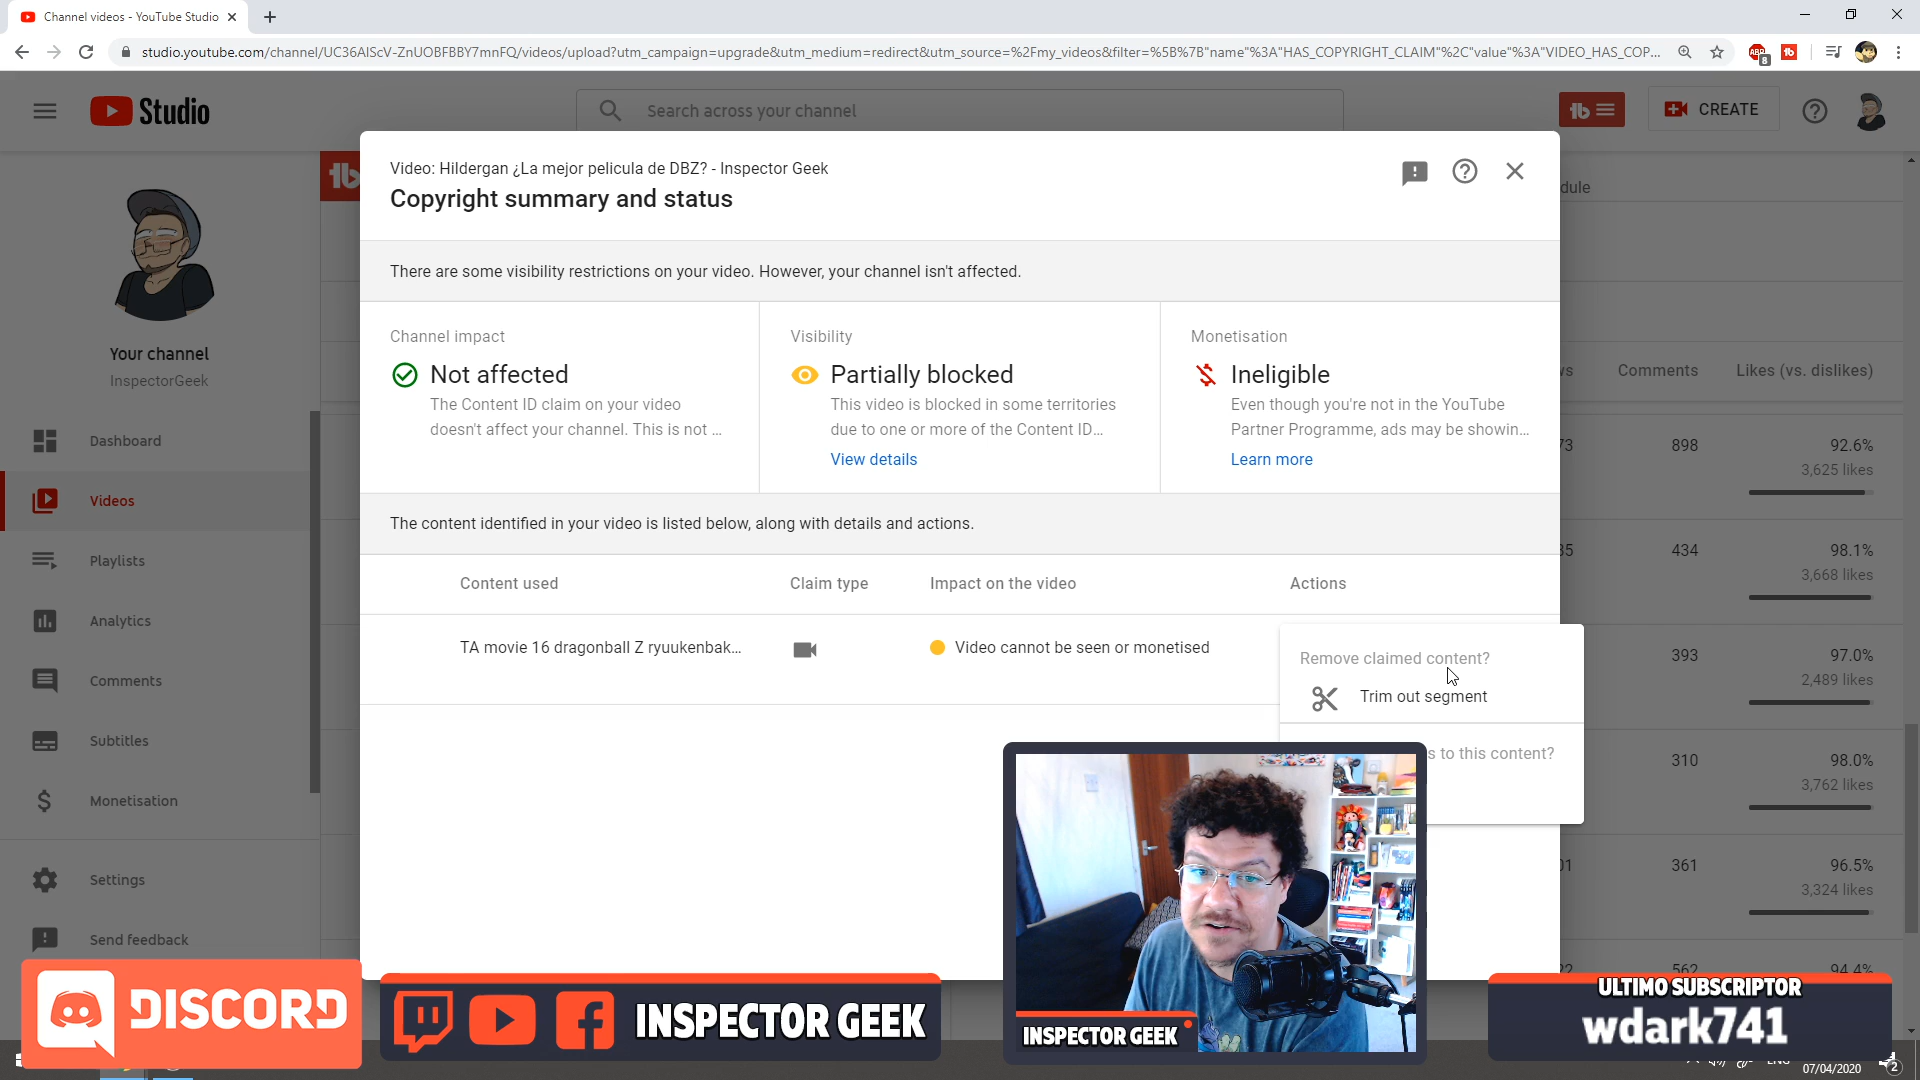 Channel videos - YouTube Studio
studio.youtube.com/channel/UC36AIScV-ZnUOBFBBY7mnFQ/videos/upload?utm_campaign=upgrade&utm_medium=redirect&utm_source=%2Fmy_videos&filter=%5B%7B"name"%3A"HAS_COPYRIGHT_CLAIM"%2C"value"%3A"VIDEO_HAS_COP...
Studio
Search across your channel
CREATE
Video: Hildergan ¿La mejor pelicula de DBZ? - Inspector Geek
Copyright summary and status
There are some visibility restrictions on your video. However, your channel isn't affected.
Channel impact
Not affected
The Content ID claim on your video
doesn't affect your channel. This is not ...
Visibility
Partially blocked
This video is blocked in some territories
due to one or more of the Content ID...
View details
Monetisation
Ineligible
Even though you're not in the YouTube
Partner Programme, ads may be showin...
Learn more
The content identified in your video is listed below, along with details and actions.
Content used
Claim type
Impact on the video
Actions
TA movie 16 dragonball Z ryuukenbak...
Video cannot be seen or monetised
Remove claimed content?
Trim out segment
s to this content?
Your channel
InspectorGeek
Dashboard
Videos
Playlists
Analytics
Comments
Subtitles
Monetisation
Settings
Send feedback
dule
Comments
Likes (vs. dislikes)
898
92.6%
3,625 likes
434
98.1%
3,668 likes
393
97.0%
2,489 likes
310
98.0%
3,762 likes
361
96.5%
3,324 likes
562
94.4%
DISCORD
INSPECTOR GEEK
INSPECTOR GEEK
ULTIMO SUBSCRIPTOR
wdark741
ENG
07/04/2020
2